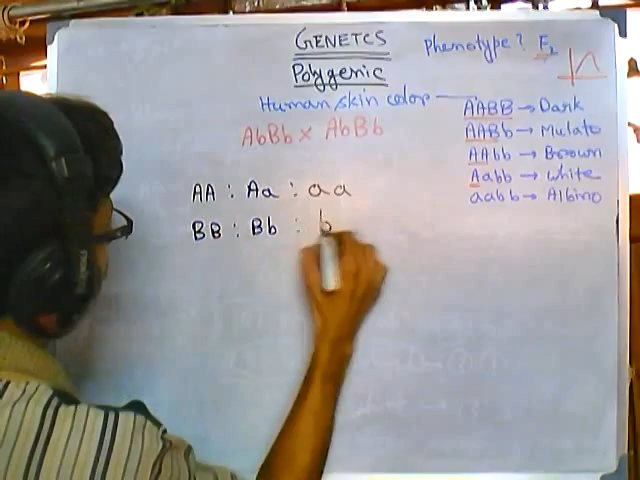 GENETCS
Polygenic
phenotype? F2
Human skin color — AABB → Dark
AbBb × AbBb
AABb → Mulato
AAbb → Brown
Aabb → white
aabb → Albino
AA : Aa : aa
BB : Bb : b